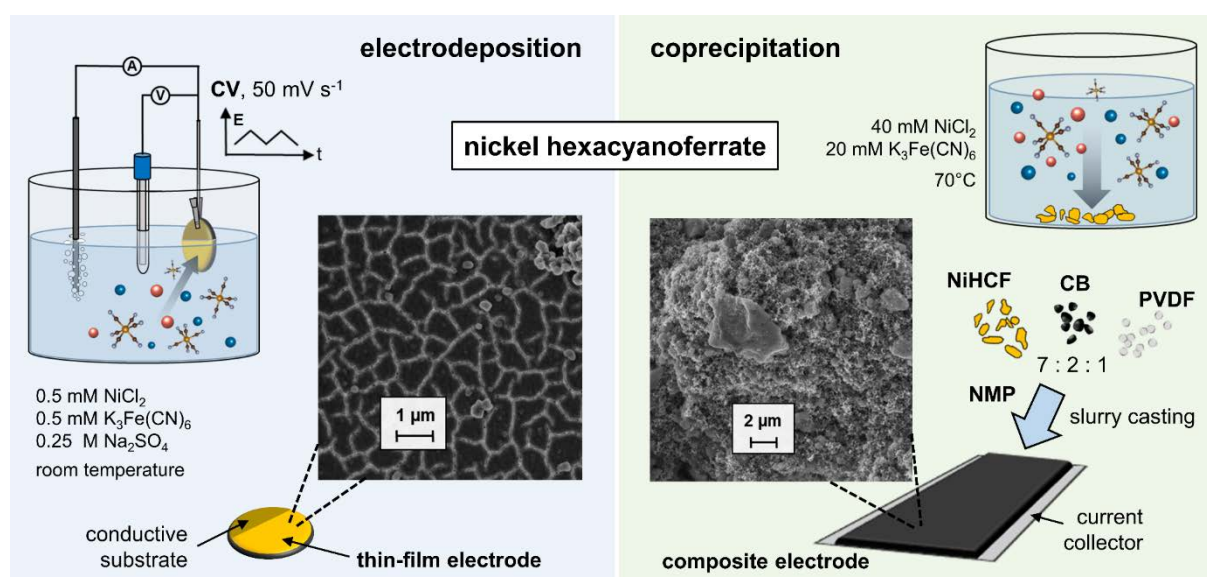 electrodeposition
A
V
CV, 50 mV s⁻¹
E
t
0.5 mM NiCl₂
0.5 mM K₃Fe(CN)₆
0.25 M Na₂SO₄
room temperature
1 µm
conductive
substrate
thin-film electrode
nickel hexacyanoferrate
coprecipitation
40 mM NiCl₂
20 mM K₃Fe(CN)₆
70°C
2 µm
NiHCF
CB
PVDF
7 : 2 : 1
NMP
slurry casting
current
collector
composite electrode